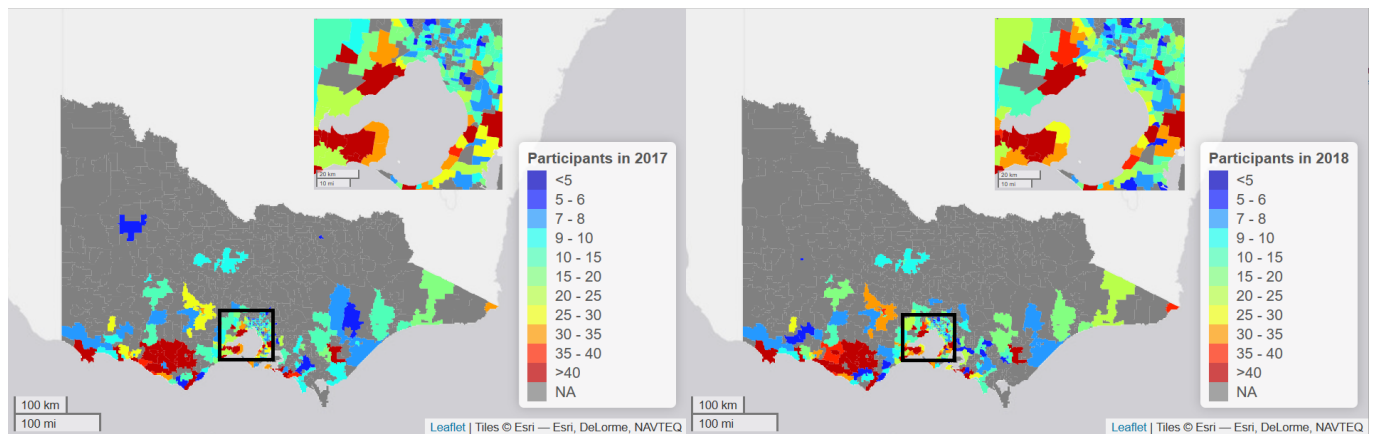 20 km
10 mi
Participants in 2017
<5
5 - 6
7 - 8
9 - 10
10 - 15
15 - 20
20 - 25
25 - 30
30 - 35
35 - 40
>40
NA
100 km
100 mi
Leaflet | Tiles © Esri — Esri, DeLorme, NAVTEQ
20 km
10 mi
Participants in 2018
<5
5 - 6
7 - 8
9 - 10
10 - 15
15 - 20
20 - 25
25 - 30
30 - 35
35 - 40
>40
NA
100 km
100 mi
Leaflet | Tiles © Esri — Esri, DeLorme, NAVTEQ